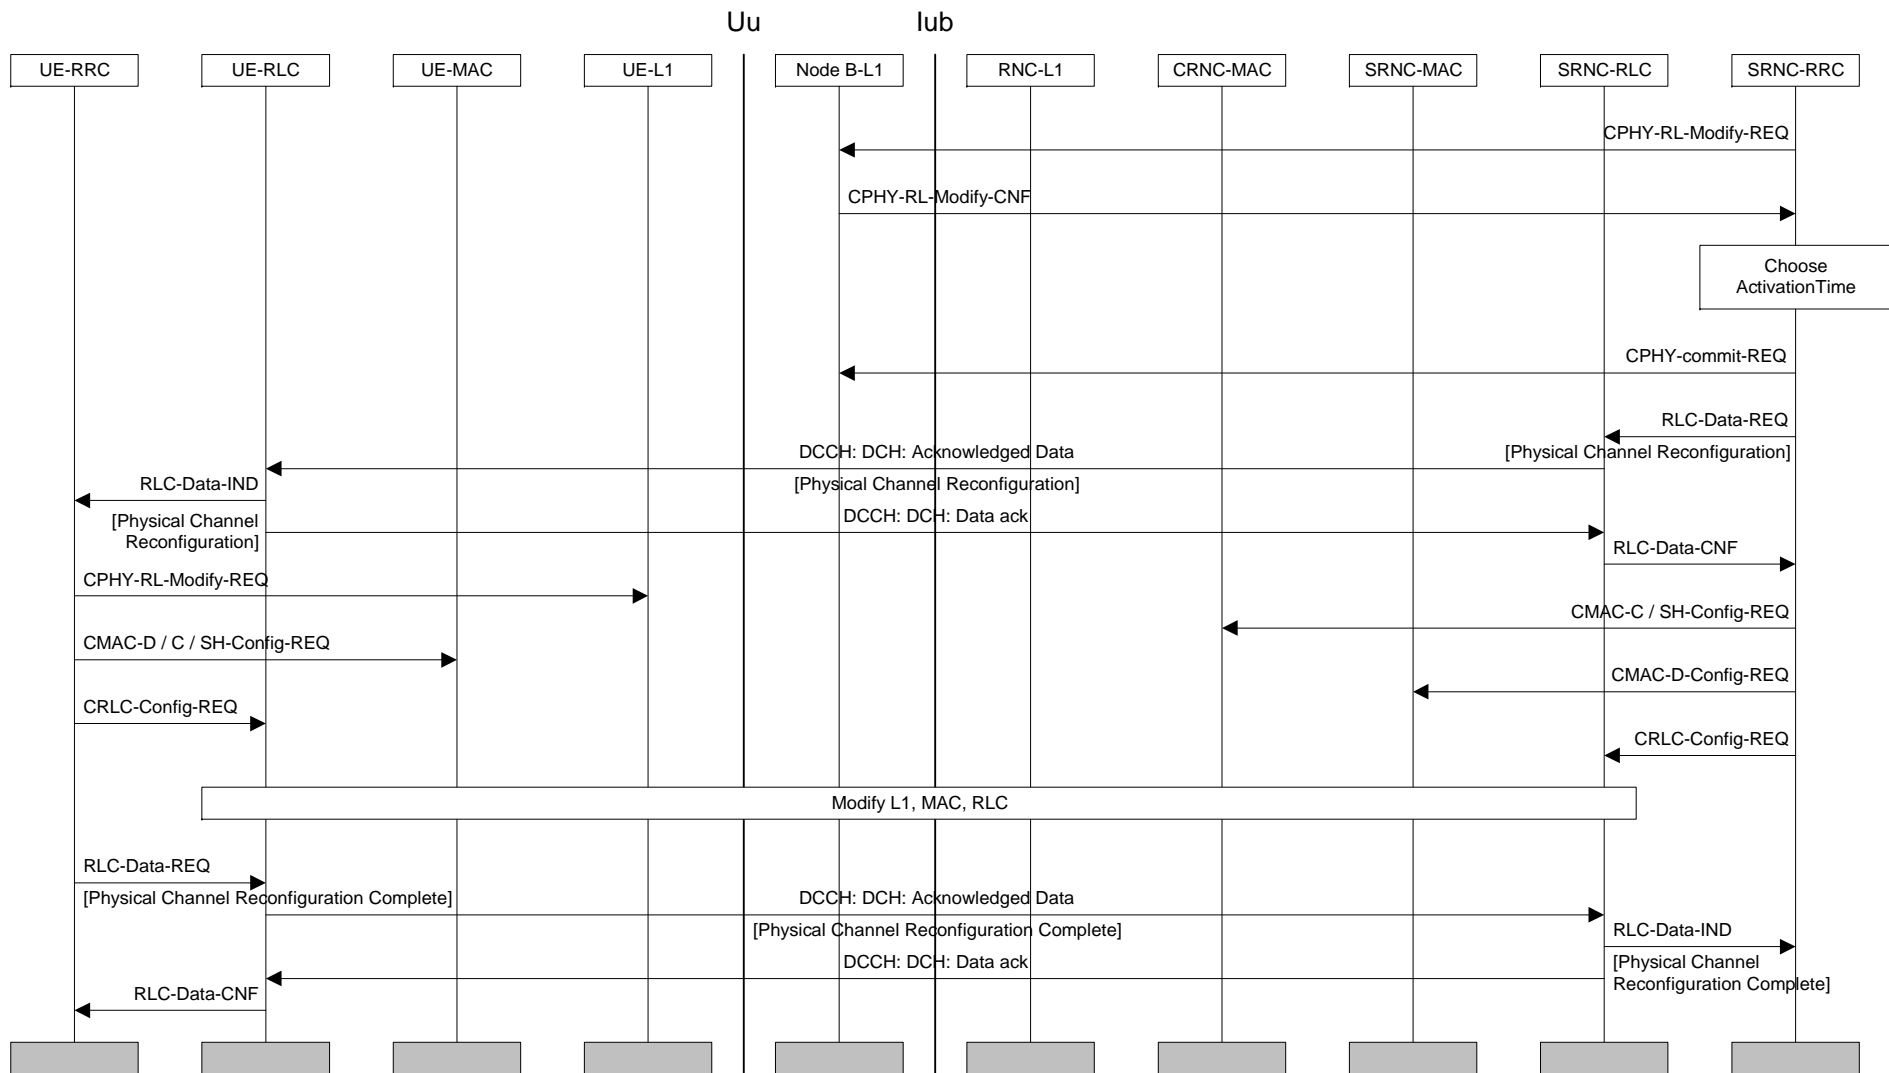 Uu Iub
UE-RRC UE-RLC UE-MAC UE-L1 Node B-L1 RNC-L1 CRNC-MAC SRNC-MAC SRNC-RLC SRNC-RRC
CPHY-RL-Modify-REQ
CPHY-RL-Modify-CNF
Choose
ActivationTime
CPHY-commit-REQ
RLC-Data-REQ
DCCH: DCH: Acknowledged Data
[Physical Channel Reconfiguration]
RLC-Data-IND
[Physical Channel Reconfiguration]
[Physical Channel
Reconfiguration]
DCCH: DCH: Data ack
RLC-Data-CNF
CPHY-RL-Modify-REQ
CMAC-C / SH-Config-REQ
CMAC-D / C / SH-Config-REQ
CMAC-D-Config-REQ
CRLC-Config-REQ
CRLC-Config-REQ
Modify L1, MAC, RLC
RLC-Data-REQ
[Physical Channel Reconfiguration Complete]
DCCH: DCH: Acknowledged Data
[Physical Channel Reconfiguration Complete]
RLC-Data-IND
[Physical Channel
Reconfiguration Complete]
DCCH: DCH: Data ack
RLC-Data-CNF